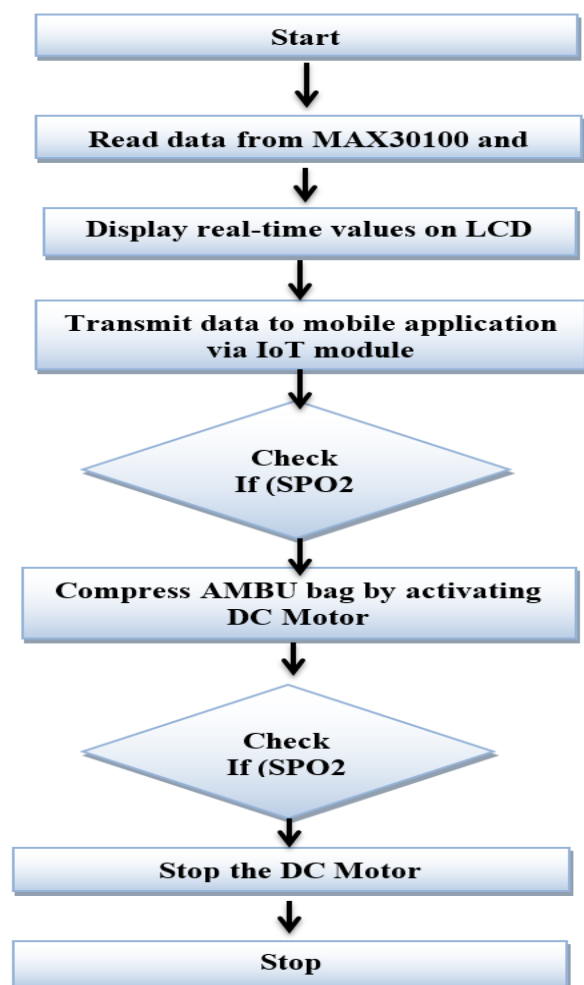 Start
Read data from MAX30100 and
Display real-time values on LCD
Transmit data to mobile application
via IoT module
Check
If (SPO2
Compress AMBU bag by activating
DC Motor
Check
If (SPO2
Stop the DC Motor
Stop